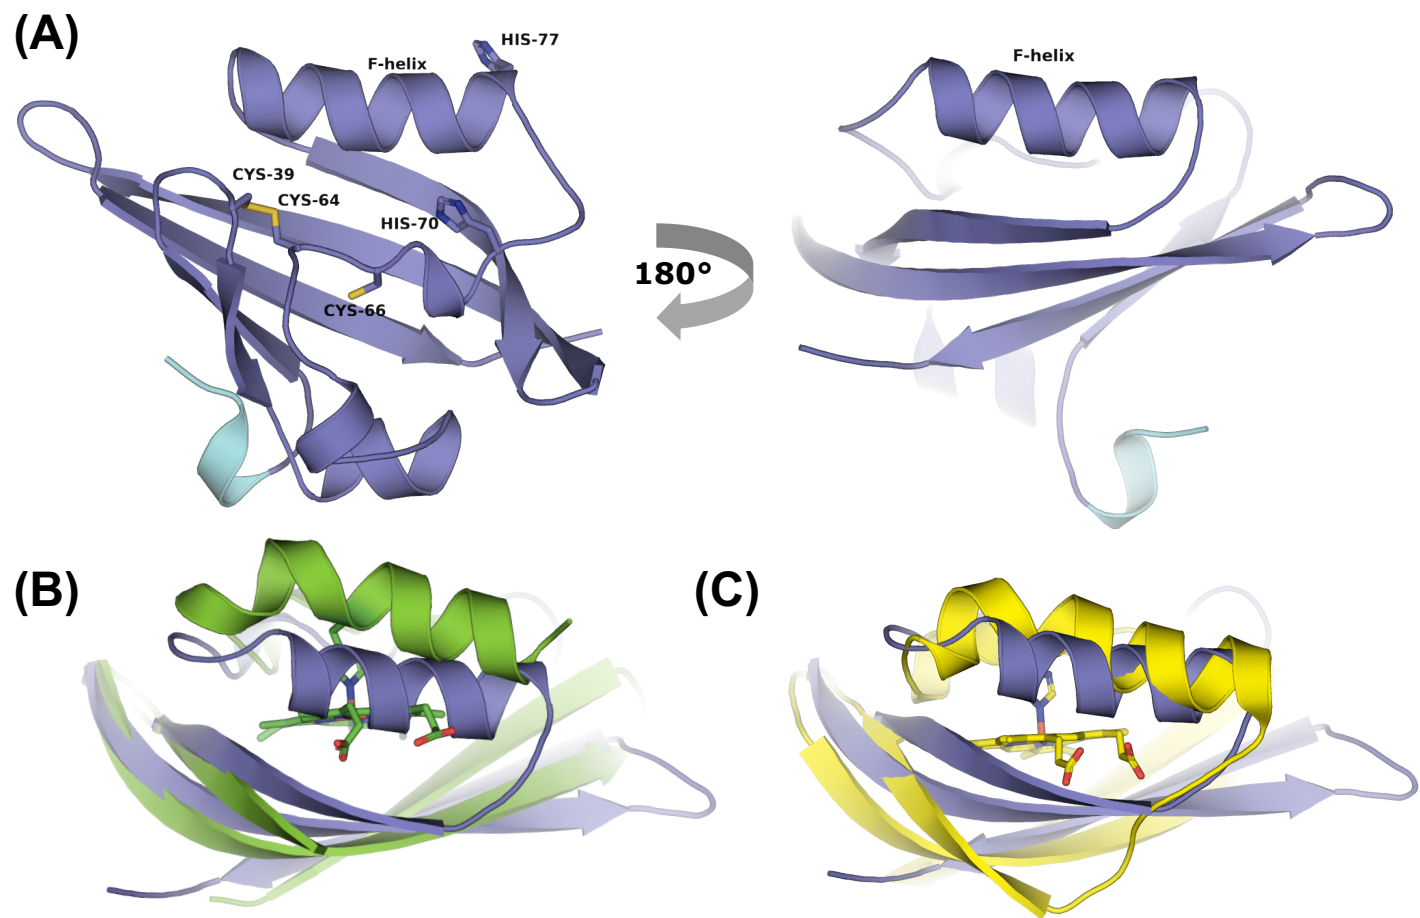 (A)
HIS-77
F-helix
F-helix
CYS-39
CYS-64
HIS-70
180°
CYS-66
(B)
(C)